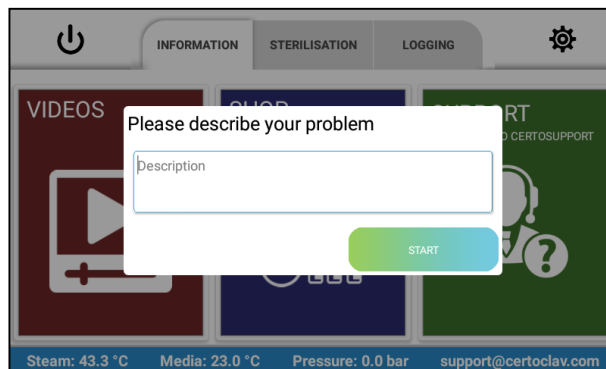 INFORMATION STERILISATION LOGGING
VIDEOS
RT
CERTOSUPPORT
Please describe your problem
Description
START
Steam: 43.3 °C Media: 23.0 °C Pressure: 0.0 bar support@certoclav.com